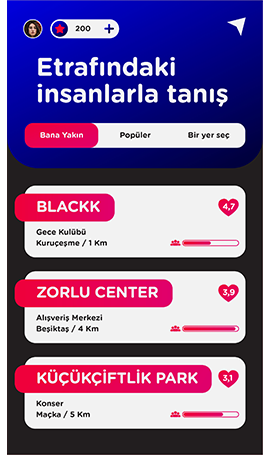 200 +
Etrafındaki
insanlarla tanış
Bana Yakın Popüler Bir yer seç
BLACKK 4,7
Gece Kulübü
Kuruçeşme / 1 Km
ZORLU CENTER 3,9
Alışveriş Merkezi
Beşiktaş / 4 Km
KÜÇÜKÇİFTLİK PARK 3,1
Konser
Maçka / 5 Km